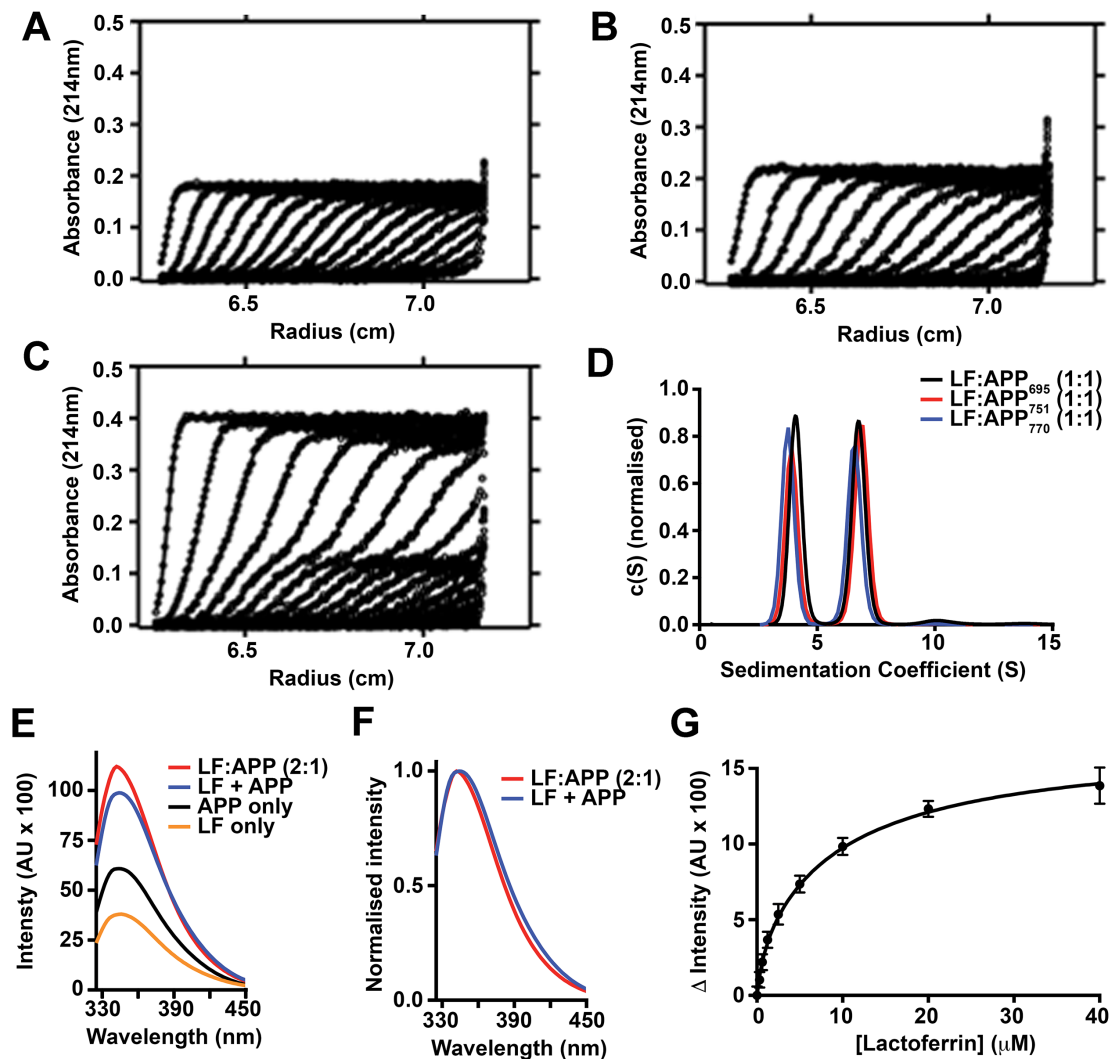 A
0.5
0.4
0.3
0.2
0.1
0.0
Absorbance (214nm)
6.5
7.0
Radius (cm)
B
0.5
0.4
0.3
0.2
0.1
0.0
Absorbance (214nm)
6.5
7.0
Radius (cm)
C
0.5
0.4
0.3
0.2
0.1
0.0
Absorbance (214nm)
6.5
7.0
Radius (cm)
D
LF:APP695 (1:1)
LF:APP751 (1:1)
LF:APP770 (1:1)
1.0
0.8
0.6
0.4
0.2
0.0
c(S) (normalised)
0
5
10
15
Sedimentation Coefficient (S)
E
LF:APP (2:1)
LF + APP
APP only
LF only
100
75
50
25
0
Intensty (AU x 100)
330
390
450
Wavelength (nm)
F
LF:APP (2:1)
LF + APP
1.0
0.5
0.0
Normalised intensity
330
390
450
Wavelength (nm)
G
15
10
5
0
Δ Intensity (AU x 100)
0
10
20
30
40
[Lactoferrin] (μM)